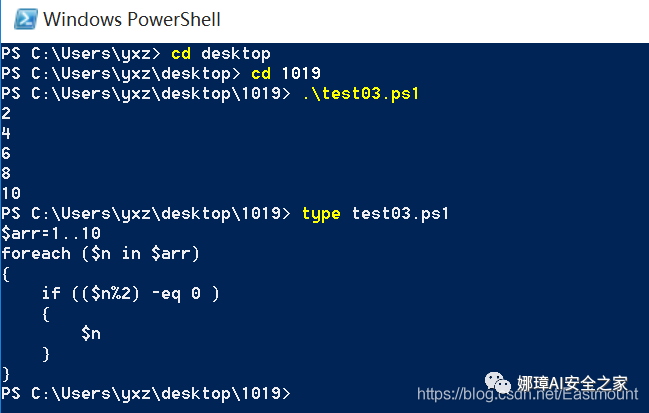 Windows PowerShell
PS C:\Users\yxz> cd desktop
PS C:\Users\yxz\desktop> cd 1019
PS C:\Users\yxz\desktop\1019> .\test03.ps1
2
4
6
8
10
PS C:\Users\yxz\desktop\1019> type test03.ps1
$arr=1..10
foreach ($n in $arr)
{
    if (($n%2) -eq 0 )
    {
        $n
    }
}
PS C:\Users\yxz\desktop\1019>
娜璋AI安全之家
https://blog.csdn.net/Eastmount